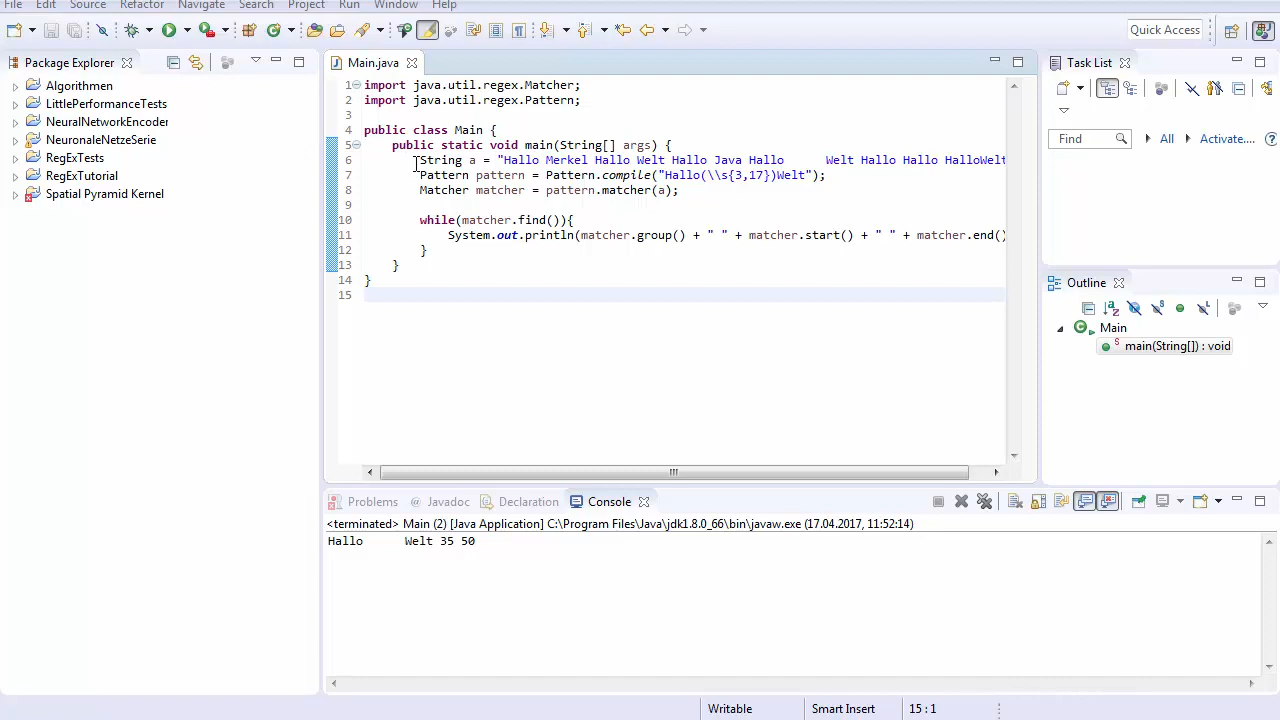 File Edit Source Refactor Navigate Search Project Run Window Help
Quick Access
Package Explorer
Algorithmen
LittlePerformanceTests
NeuralNetworkEncoder
NeuronaleNetzeSerie
RegExTests
RegExTutorial
Spatial Pyramid Kernel
Main.java
1 import java.util.regex.Matcher;
2 import java.util.regex.Pattern;
3
4 public class Main {
5 public static void main(String[] args) {
6 String a = "Hallo Merkel Hallo Welt Hallo Java Hallo      Welt Hallo Hallo HalloWelt
7 Pattern pattern = Pattern.compile("Hallo(\\s{3,17})Welt");
8 Matcher matcher = pattern.matcher(a);
9
10 while(matcher.find()){
11 System.out.println(matcher.group() + " " + matcher.start() + " " + matcher.end()
12 }
13 }
14 }
15
Task List
Find All Activate...
Outline
Main
main(String[]) : void
Problems @ Javadoc Declaration Console
<terminated> Main (2) [Java Application] C:\Program Files\Java\jdk1.8.0_66\bin\javaw.exe (17.04.2017, 11:52:14)
Hallo      Welt 35 50
Writable Smart Insert 15 : 1